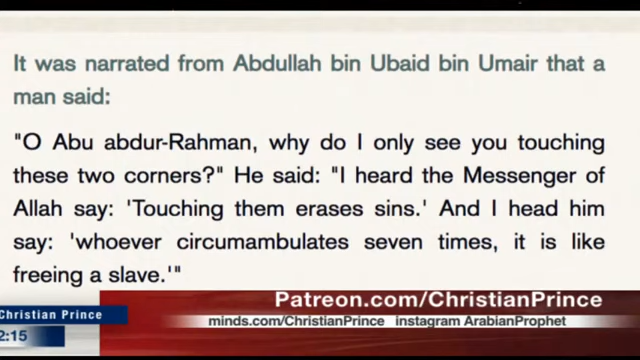 It was narrated from Abdullah bin Ubaid bin Umair that a
man said:
"O Abu abdur-Rahman, why do I only see you touching
these two corners?" He said: "I heard the Messenger of
Allah say: 'Touching them erases sins.' And I head him
say: 'whoever circumambulates seven times, it is like
freeing a slave.'"
Patreon.com/ChristianPrince
Christian Prince
minds.com/ChristianPrince instagram ArabianProphet
2:15